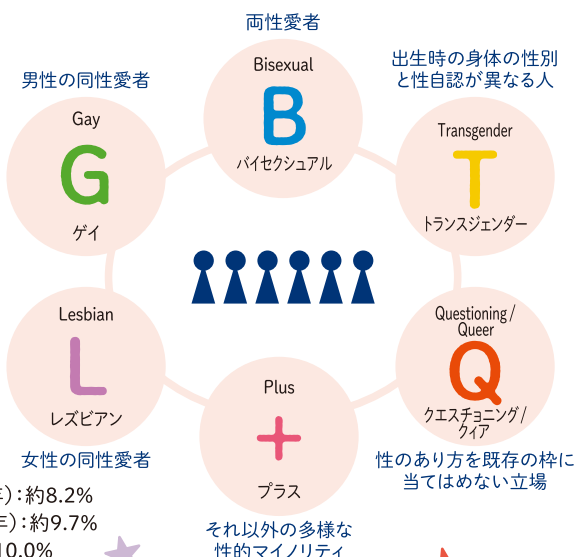 両性愛者
Bisexual
B
バイセクシュアル
出生時の身体の性別
と性自認が異なる人
Transgender
T
トランスジェンダー
男性の同性愛者
Gay
G
ゲイ
Lesbian
L
レズビアン
女性の同性愛者
Questioning/
Queer
Q
クエスチョニング/
クィア
性のあり方を既存の枠に
当てはめない立場
Plus
+
プラス
それ以外の多様な
性的マイノリティ
):約8.2%
):約9.7%
10.0%